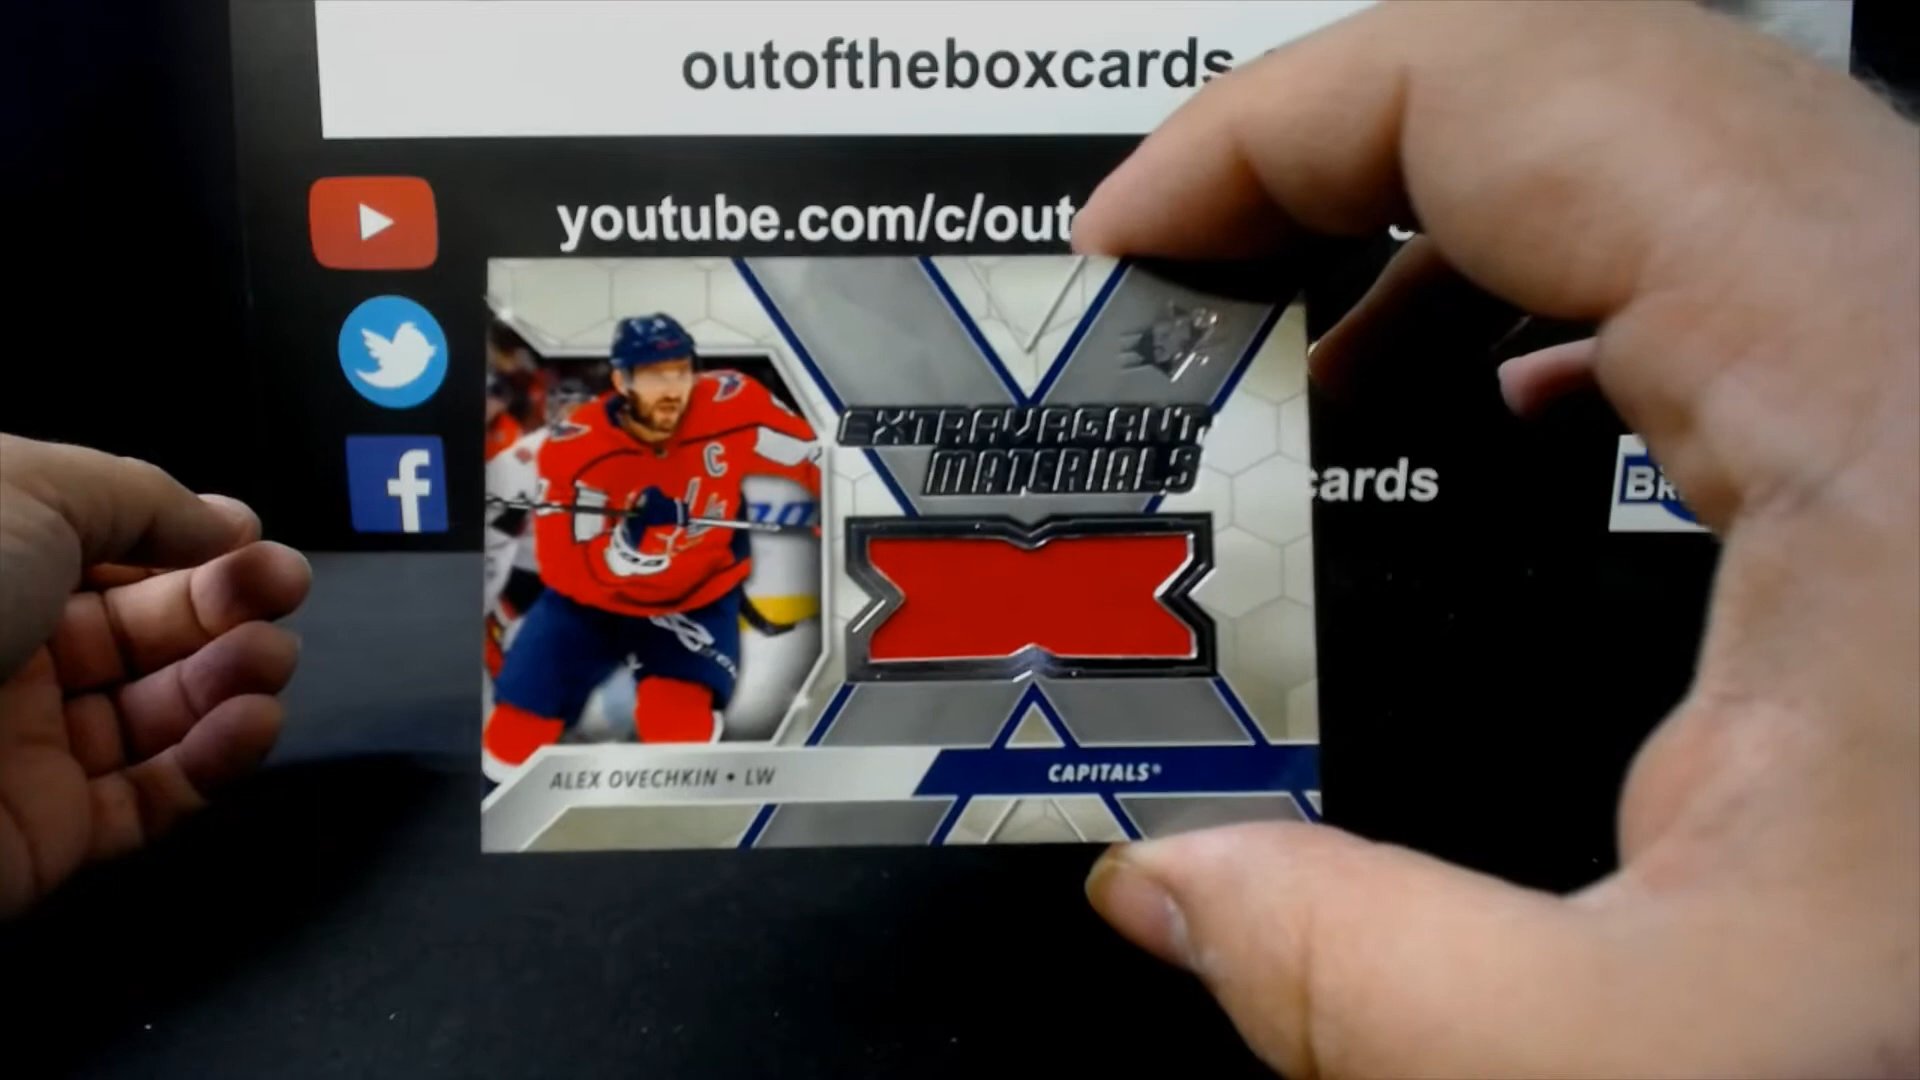 outoftheboxcards
youtube.com/c/out
cards
EXTRAVAGANT
MATERIALS
C
ALEX OVECHKIN • LW
CAPITALS